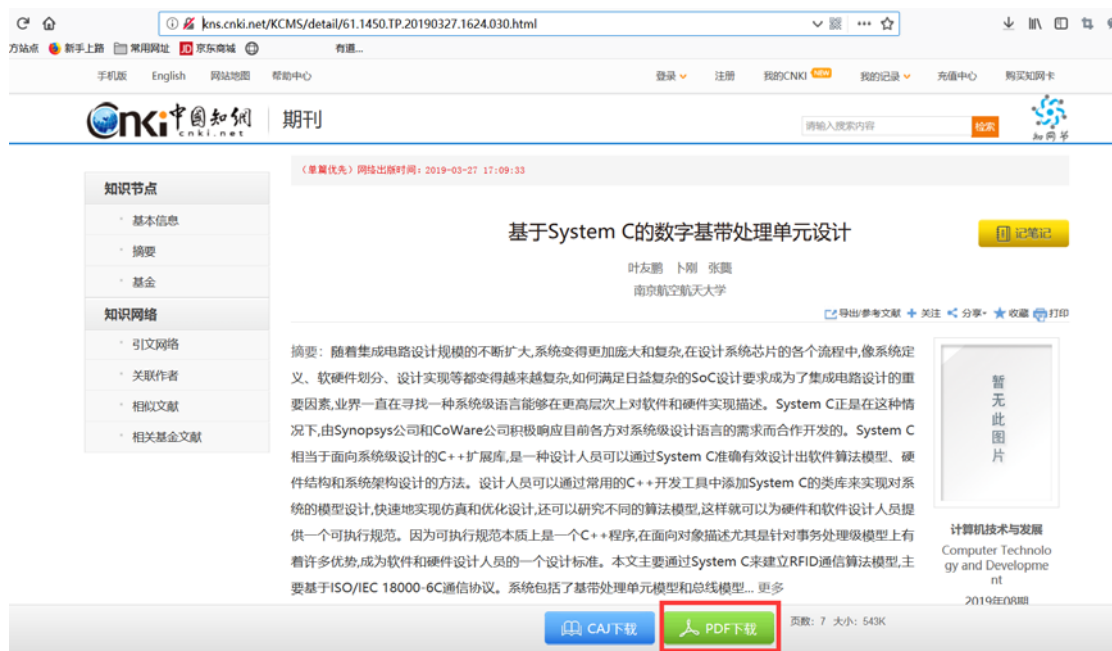 kns.cnki.net/KCMS/detail/61.1450.TP.20190327.1624.030.html
方站点 新手上路 常用网址 JD 京东商城 有道...
手机版 English 网站地图 帮助中心 登录 注册 我的CNKI NEW 我的记录 充值中心 购买知网卡
Cnki 中国知网 期刊 请输入搜索内容 检索
cnki.net 知网节
(单篇优先)网络出版时间:2019-03-27 17:09:33
知识节点
基本信息
摘要
基金
知识网络
引文网络
关联作者
相似文献
相关基金文献
基于System C的数字基带处理单元设计
记笔记
叶友鹏 卜刚 张龑
南京航空航天大学
导出/参考文献 关注 分享 收藏 打印
摘要: 随着集成电路设计规模的不断扩大,系统变得更加庞大和复杂,在设计系统芯片的各个流程中,像系统定
义、软硬件划分、设计实现等都变得越来越复杂,如何满足日益复杂的SoC设计要求成为了集成电路设计的重
要因素,业界一直在寻找一种系统级语言能够在更高层次上对软件和硬件实现描述。System C正是在这种情
况下,由Synopsys公司和CoWare公司积极响应目前各方对系统级设计语言的需求而合作开发的。System C
相当于面向系统级设计的C++扩展库,是一种设计人员可以通过System C准确有效设计出软件算法模型、硬
件结构和系统架构设计的方法。设计人员可以通过常用的C++开发工具中添加System C的类库来实现对系
统的模型设计,快速地实现仿真和优化设计,还可以研究不同的算法模型,这样就可以为硬件和软件设计人员提
供一个可执行规范。因为可执行规范本质上是一个C++程序,在面向对象描述尤其是针对事务处理级模型上有
着许多优势,成为软件和硬件设计人员的一个设计标准。本文主要通过System C来建立RFID通信算法模型,主
要基于ISO/IEC 18000-6C通信协议。系统包括了基带处理单元模型和总线模型... 更多
暂无此图片
计算机技术与发展
Computer Technolo
gy and Developme
nt
2019年08期
CAJ下载 PDF下载 页数: 7 大小: 543K